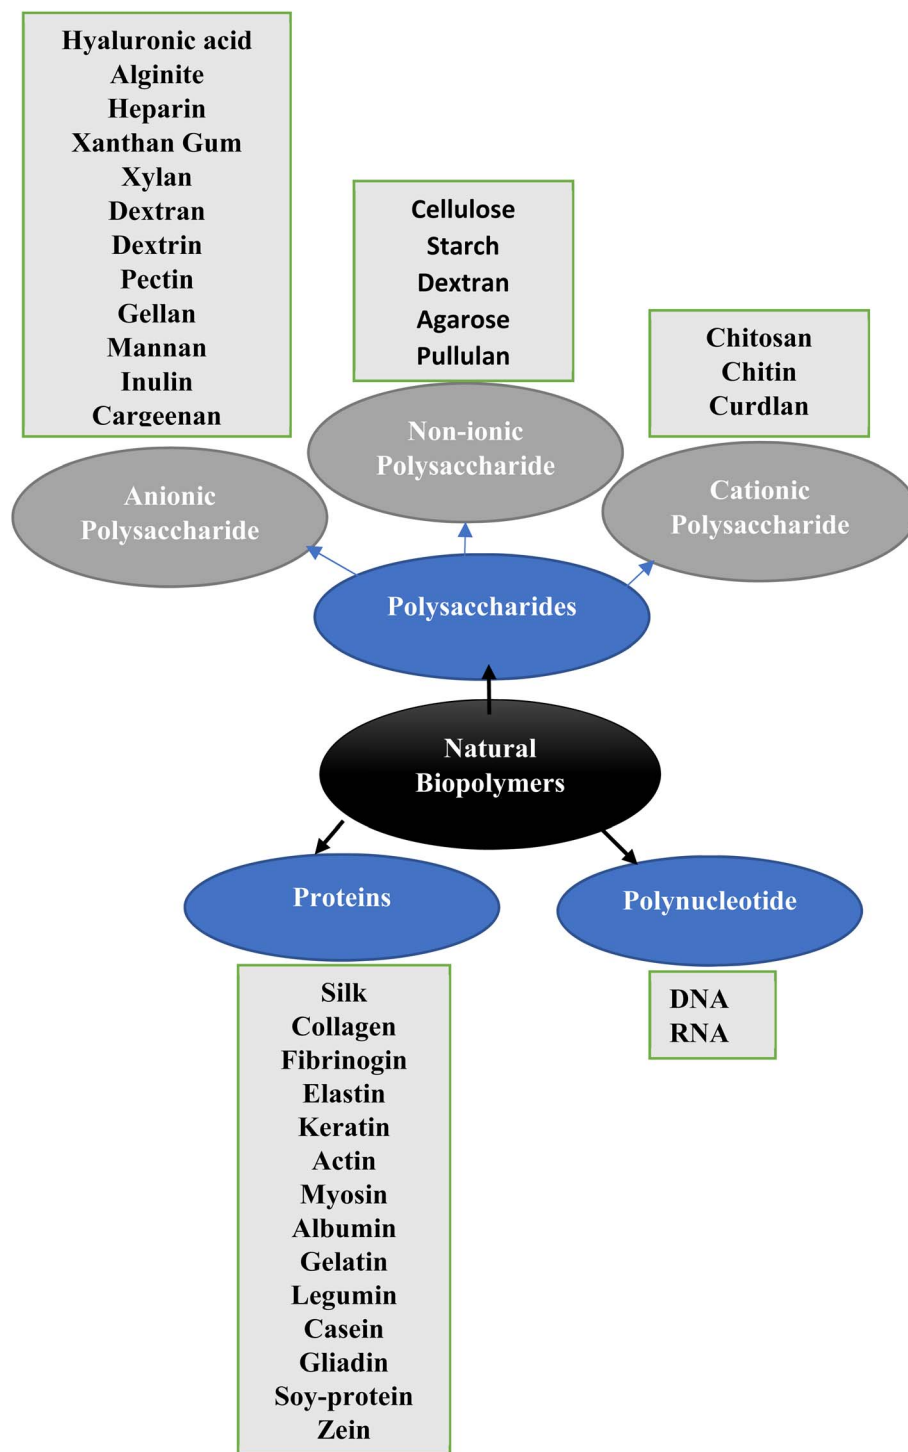 Hyaluronic acid
Alginite
Heparin
Xanthan Gum
Xylan
Dextran
Dextrin
Pectin
Gellan
Mannan
Inulin
Cargeenan
Cellulose
Starch
Dextran
Agarose
Pullulan
Chitosan
Chitin
Curdlan
Anionic
Polysaccharide
Non-ionic
Polysaccharide
Cationic
Polysaccharide
Polysaccharides
Natural
Biopolymers
Proteins
Polynucleotide
Silk
Collagen
Fibrinogin
Elastin
Keratin
Actin
Myosin
Albumin
Gelatin
Legumin
Casein
Gliadin
Soy-protein
Zein
DNA
RNA